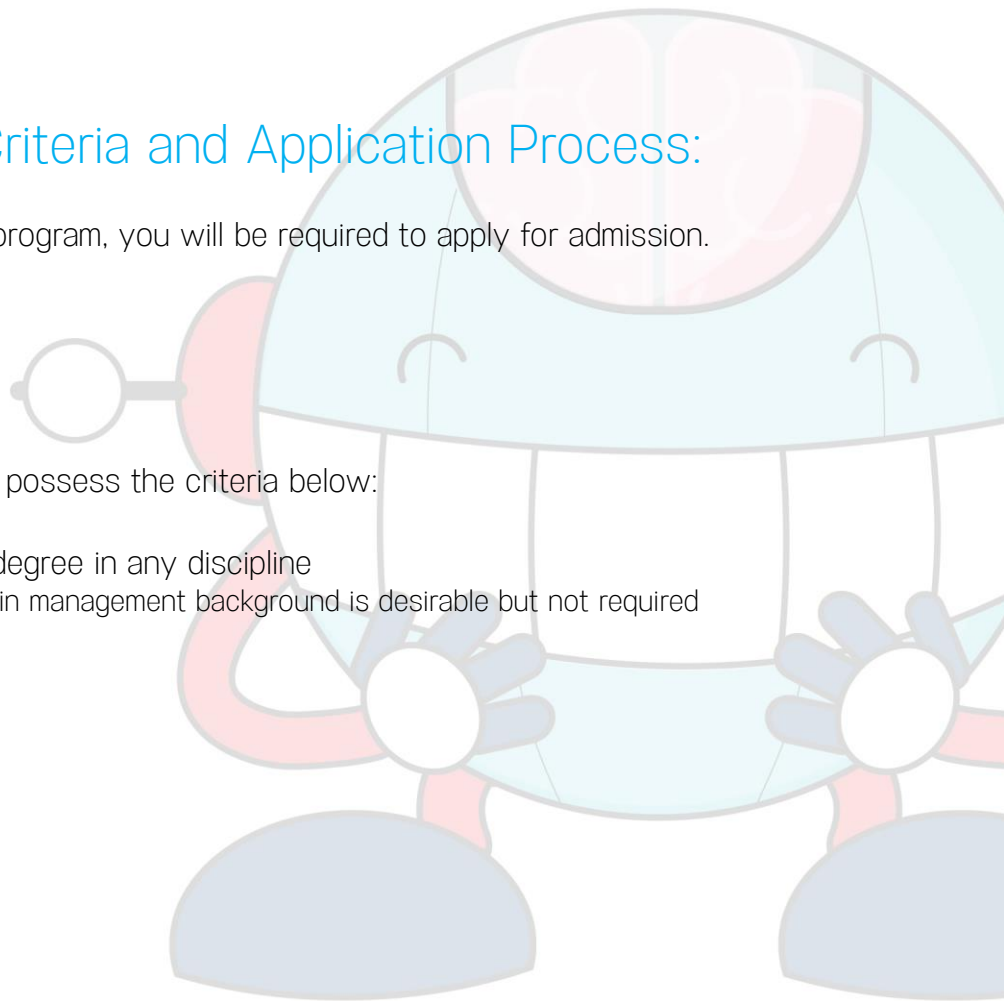 Criteria and Application Process:
program, you will be required to apply for admission.
possess the criteria below:
degree in any discipline
in management background is desirable but not required